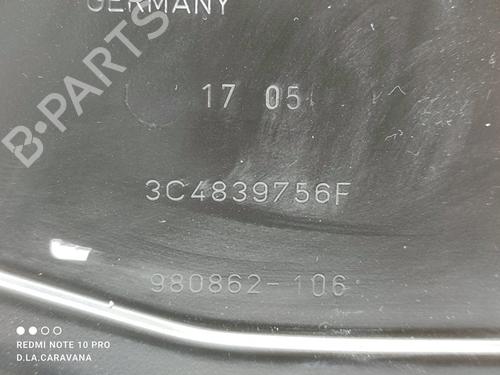 GERMANY
17 05
3C4839756F
980862-106
B-PARTS
REDMI NOTE 10 PRO
D.LA.CARAVANA